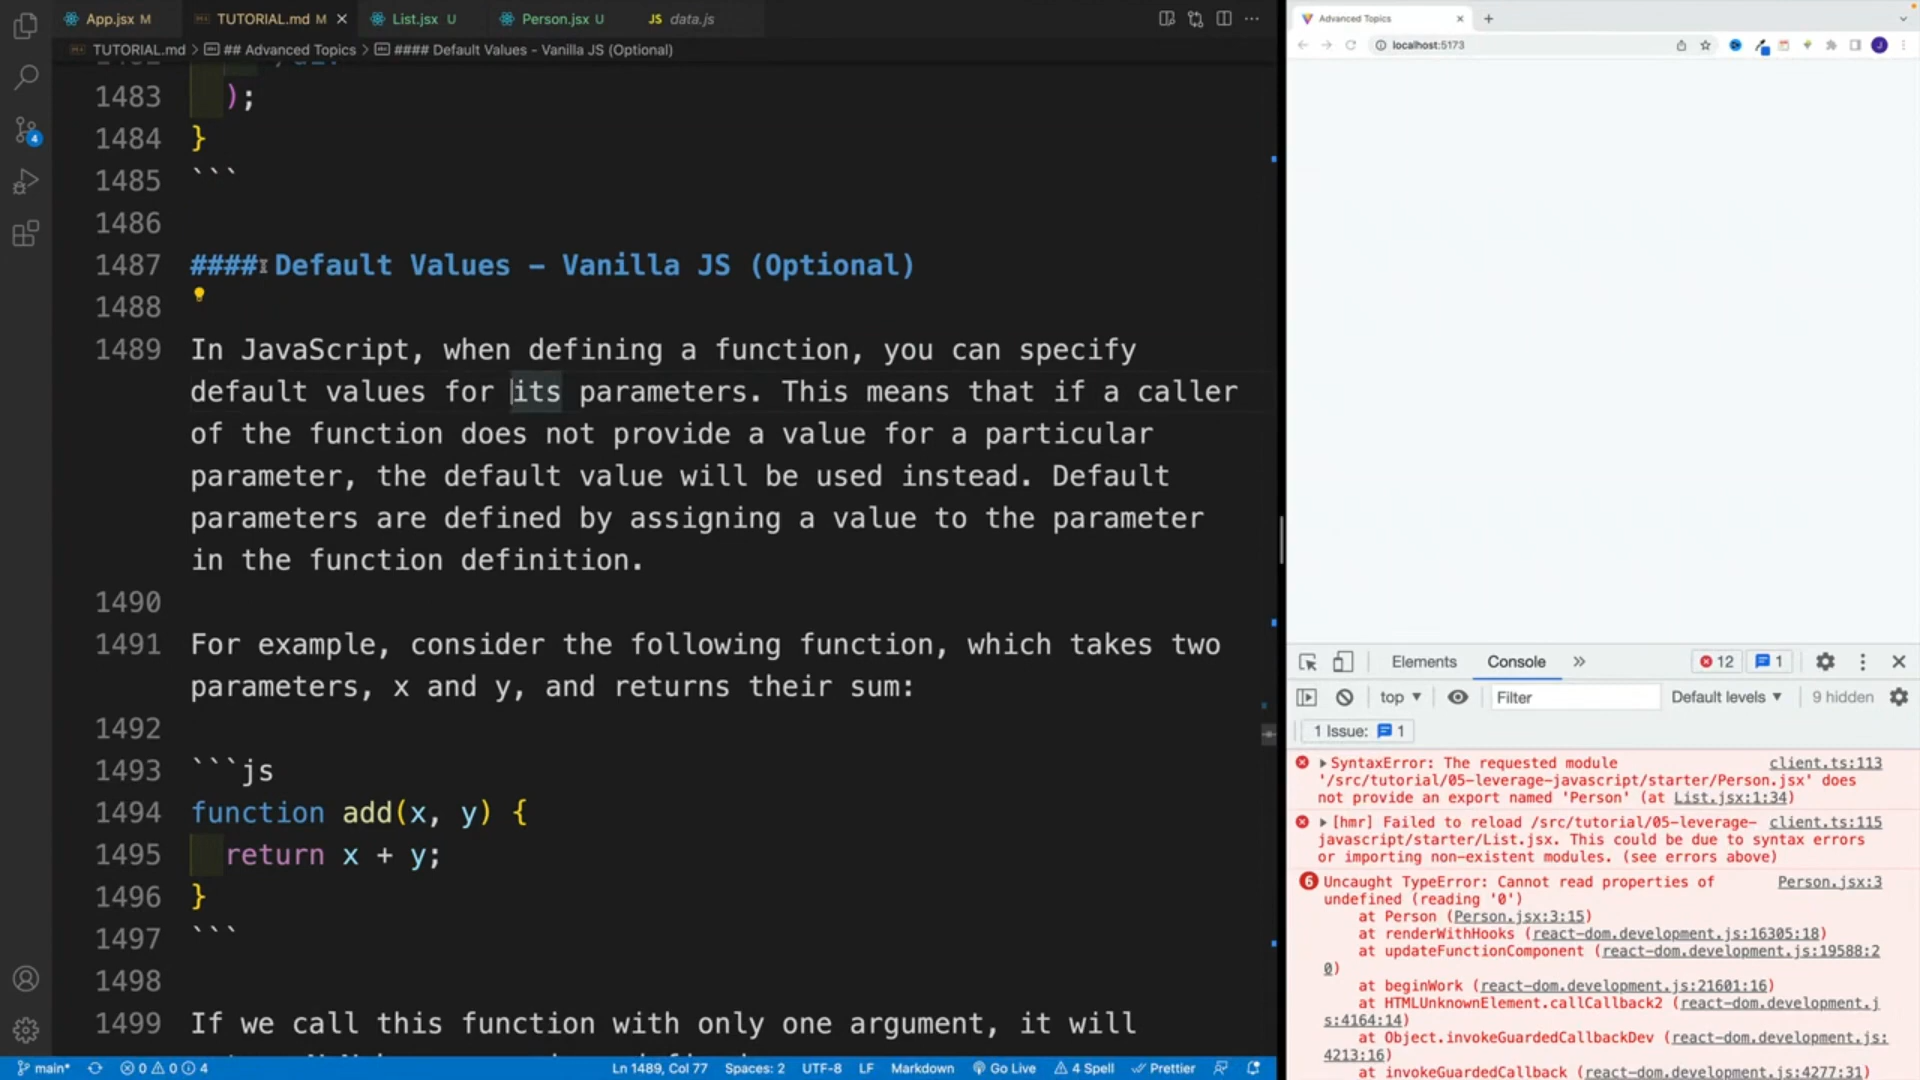 App.jsx M
TUTORIAL.md M
List.jsx U
Person.jsx U
JS data.js
TUTORIAL.md > ## Advanced Topics > #### Default Values - Vanilla JS (Optional)
1483 );
1484 }
1485 ```
1486
1487 #### Default Values - Vanilla JS (Optional)
1488
1489 In JavaScript, when defining a function, you can specify
default values for its parameters. This means that if a caller
of the function does not provide a value for a particular
parameter, the default value will be used instead. Default
parameters are defined by assigning a value to the parameter
in the function definition.
1490
1491 For example, consider the following function, which takes two
parameters, x and y, and returns their sum:
1492
1493 ```js
1494 function add(x, y) {
1495 return x + y;
1496 }
1497 ```
1498
1499 If we call this function with only one argument, it will
4
main* 0 0 4 Ln 1489, Col 77 Spaces: 2 UTF-8 LF Markdown Go Live 4 Spell Prettier
Advanced Topics
localhost:5173
J
Elements Console 12 1
top Filter Default levels 9 hidden
1 Issue: 1
SyntaxError: The requested module client.ts:113
'/src/tutorial/05-leverage-javascript/starter/Person.jsx' does
not provide an export named 'Person' (at List.jsx:1:34)
[hmr] Failed to reload /src/tutorial/05-leverage- client.ts:115
javascript/starter/List.jsx. This could be due to syntax errors
or importing non-existent modules. (see errors above)
6 Uncaught TypeError: Cannot read properties of Person.jsx:3
undefined (reading '0')
at Person (Person.jsx:3:15)
at renderWithHooks (react-dom.development.js:16305:18)
at updateFunctionComponent (react-dom.development.js:19588:2
0)
at beginWork (react-dom.development.js:21601:16)
at HTMLUnknownElement.callCallback2 (react-dom.development.j
s:4164:14)
at Object.invokeGuardedCallbackDev (react-dom.development.js:
4213:16)
at invokeGuardedCallback (react-dom.development.js:4277:31)